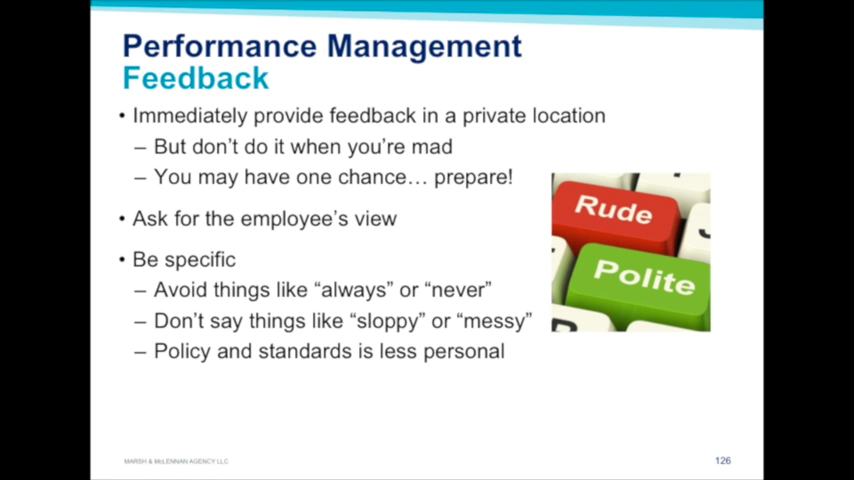 Performance Management
Feedback
• Immediately provide feedback in a private location
– But don't do it when you're mad
– You may have one chance… prepare!
• Ask for the employee's view
• Be specific
– Avoid things like “always” or “never”
– Don't say things like “sloppy” or “messy”
– Policy and standards is less personal
Rude
Polite
MARSH & McLENNAN AGENCY LLC
126